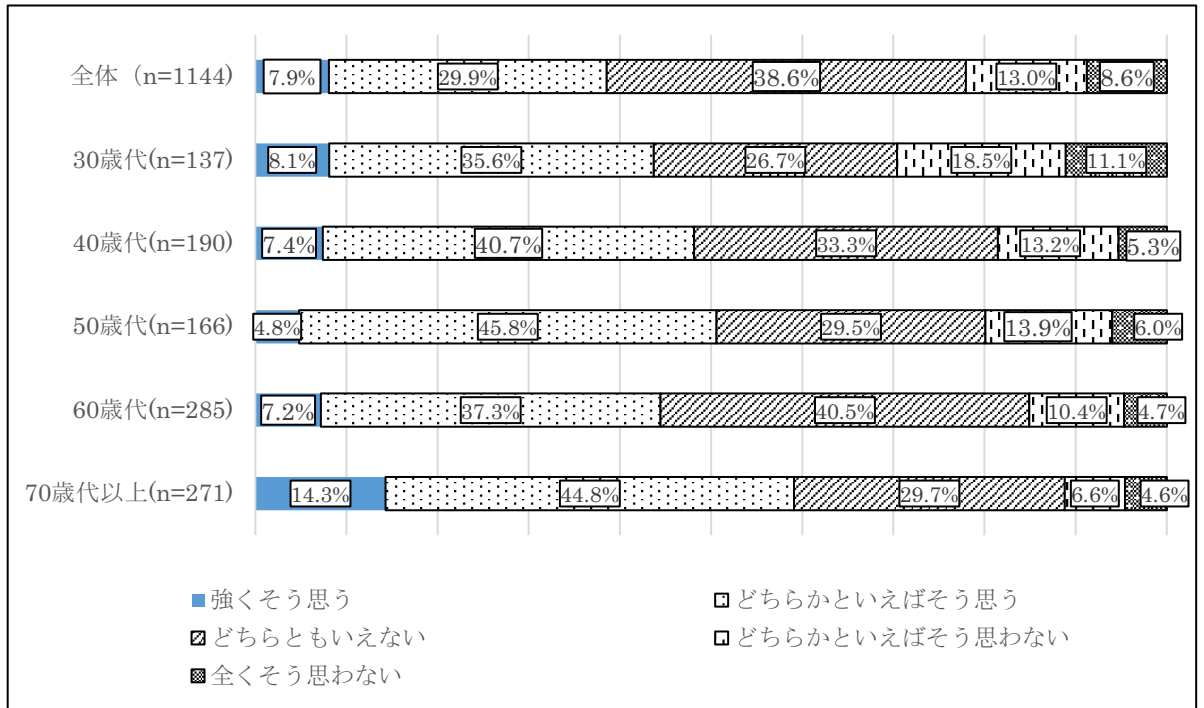 全体（n=1144)
7.9% 29.9% 38.6% 13.0% 8.6%
30歳代(n=137)
8.1% 35.6% 26.7% 18.5% 11.1%
40歳代(n=190)
7.4% 40.7% 33.3% 13.2% 5.3%
50歳代(n=166)
4.8% 45.8% 29.5% 13.9% 6.0%
60歳代(n=285)
7.2% 37.3% 40.5% 10.4% 4.7%
70歳代以上(n=271)
14.3% 44.8% 29.7% 6.6% 4.6%
強くそう思う
どちらかといえばそう思う
どちらともいえない
どちらかといえばそう思わない
全くそう思わない